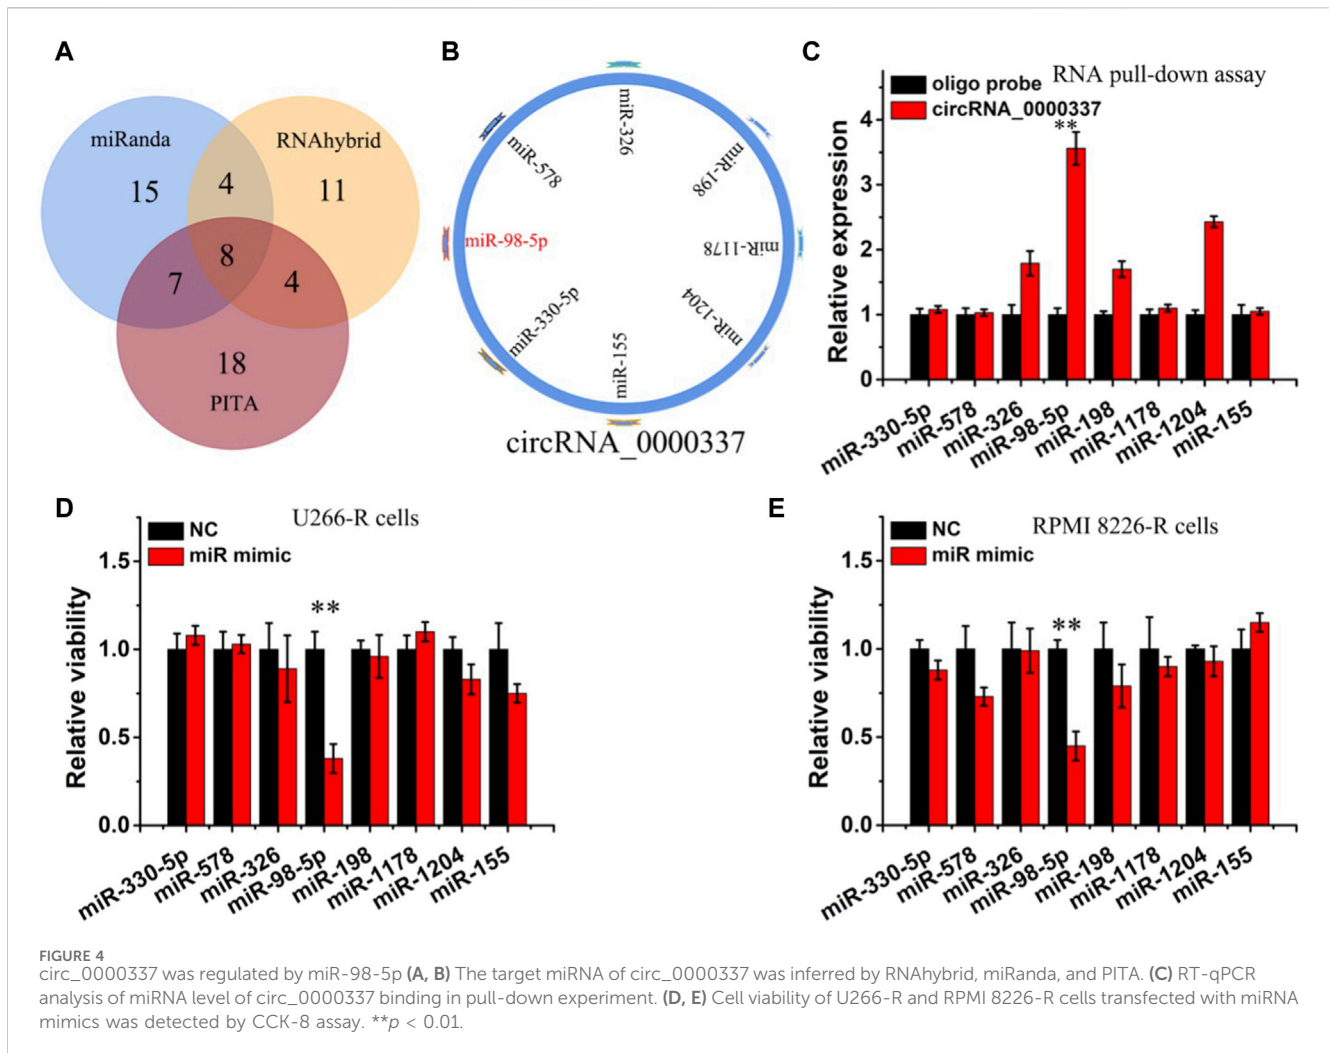 A
miRanda
RNAhybrid
15
4
11
8
7
4
18
PITA
B
miR-326
miR-578
miR-198
miR-98-5p
miR-1178
miR-330-5p
miR-1204
miR-155
circRNA_0000337
C
RNA pull-down assay
oligo probe
circRNA_0000337
**
Relative expression
4
3
2
1
0
miR-330-5p
miR-578
miR-326
miR-98-5p
miR-198
miR-1178
miR-1204
miR-155
D
U266-R cells
NC
miR mimic
**
Relative viability
1.5
1.0
0.5
0.0
miR-330-5p
miR-578
miR-326
miR-98-5p
miR-198
miR-1178
miR-1204
miR-155
E
RPMI 8226-R cells
NC
miR mimic
**
Relative viability
1.5
1.0
0.5
0.0
miR-330-5p
miR-578
miR-326
miR-98-5p
miR-198
miR-1178
miR-1204
miR-155
FIGURE 4
circ_0000337 was regulated by miR-98-5p (A, B) The target miRNA of circ_0000337 was inferred by RNAhybrid, miRanda, and PITA. (C) RT-qPCR
analysis of miRNA level of circ_0000337 binding in pull-down experiment. (D, E) Cell viability of U266-R and RPMI 8226-R cells transfected with miRNA
mimics was detected by CCK-8 assay. **p < 0.01.